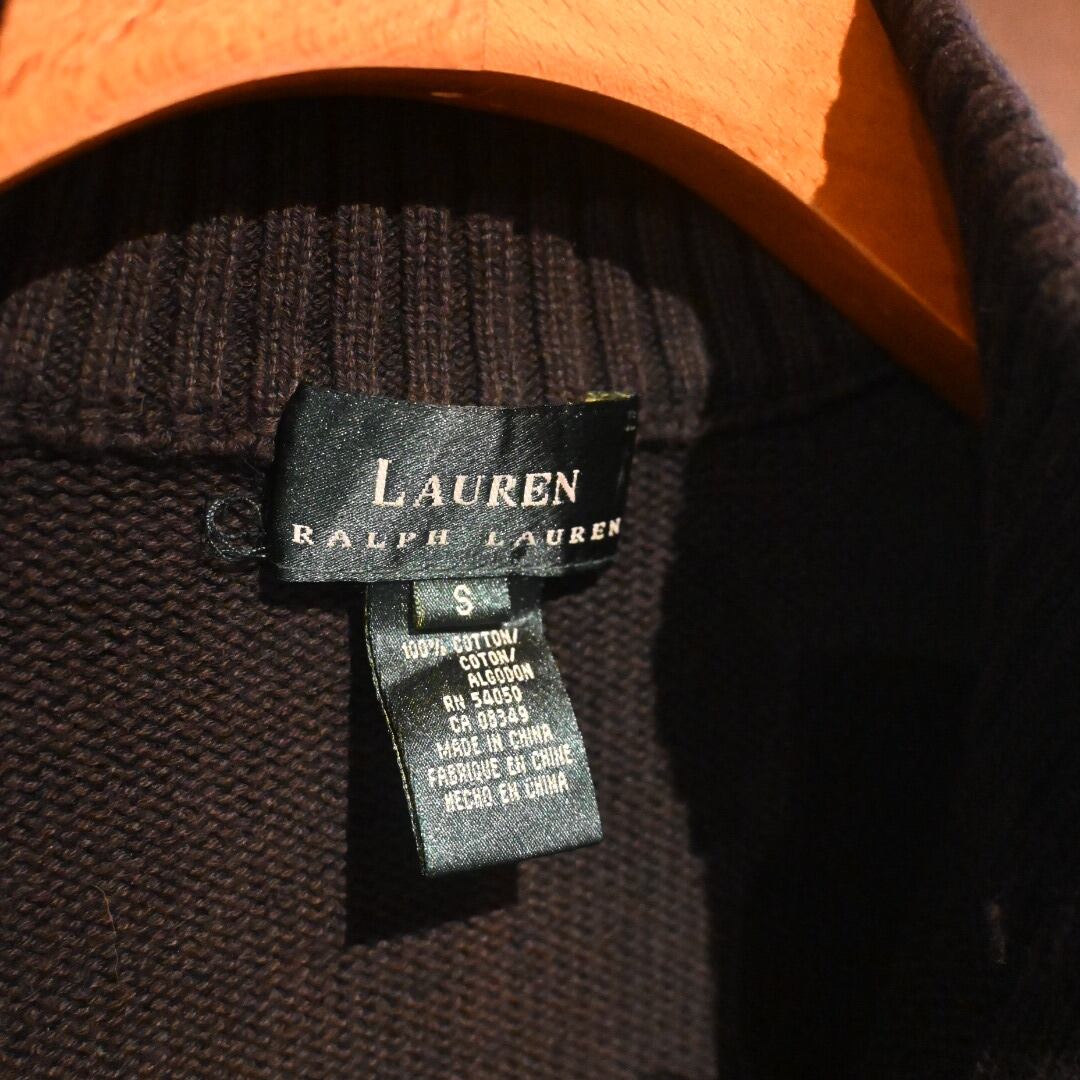 LAUREN
RALPH LAUREN
S
100% COTTON/
COTON/
ALGODON
RN 54050
CA 08349
MADE IN CHINA
FABRIQUE EN CHINE
HECHO EN CHINA